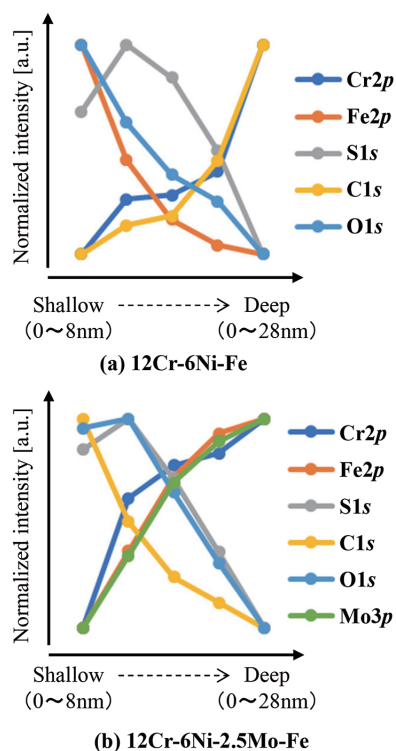 Normalized intensity [a.u.]
Cr2p
Fe2p
S1s
C1s
O1s
Shallow
Deep
(0～8nm)
(0～28nm)
(a) 12Cr-6Ni-Fe
Normalized intensity [a.u.]
Cr2p
Fe2p
S1s
C1s
O1s
Mo3p
Shallow
Deep
(0～8nm)
(0～28nm)
(b) 12Cr-6Ni-2.5Mo-Fe